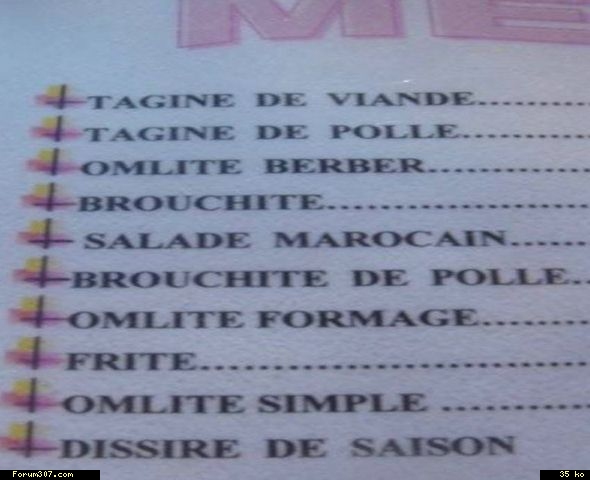 ME
TAGINE DE VIANDE..........
TAGINE DE POLLE...........
OMLITE BERBER..............
BROUCHITE......................
SALADE MAROCAIN......
BROUCHITE DE POLLE..
OMLITE FORMAGE.........
FRITE.................................
OMLITE SIMPLE ............
DISSIRE DE SAISON
Forum307.com
35 ko